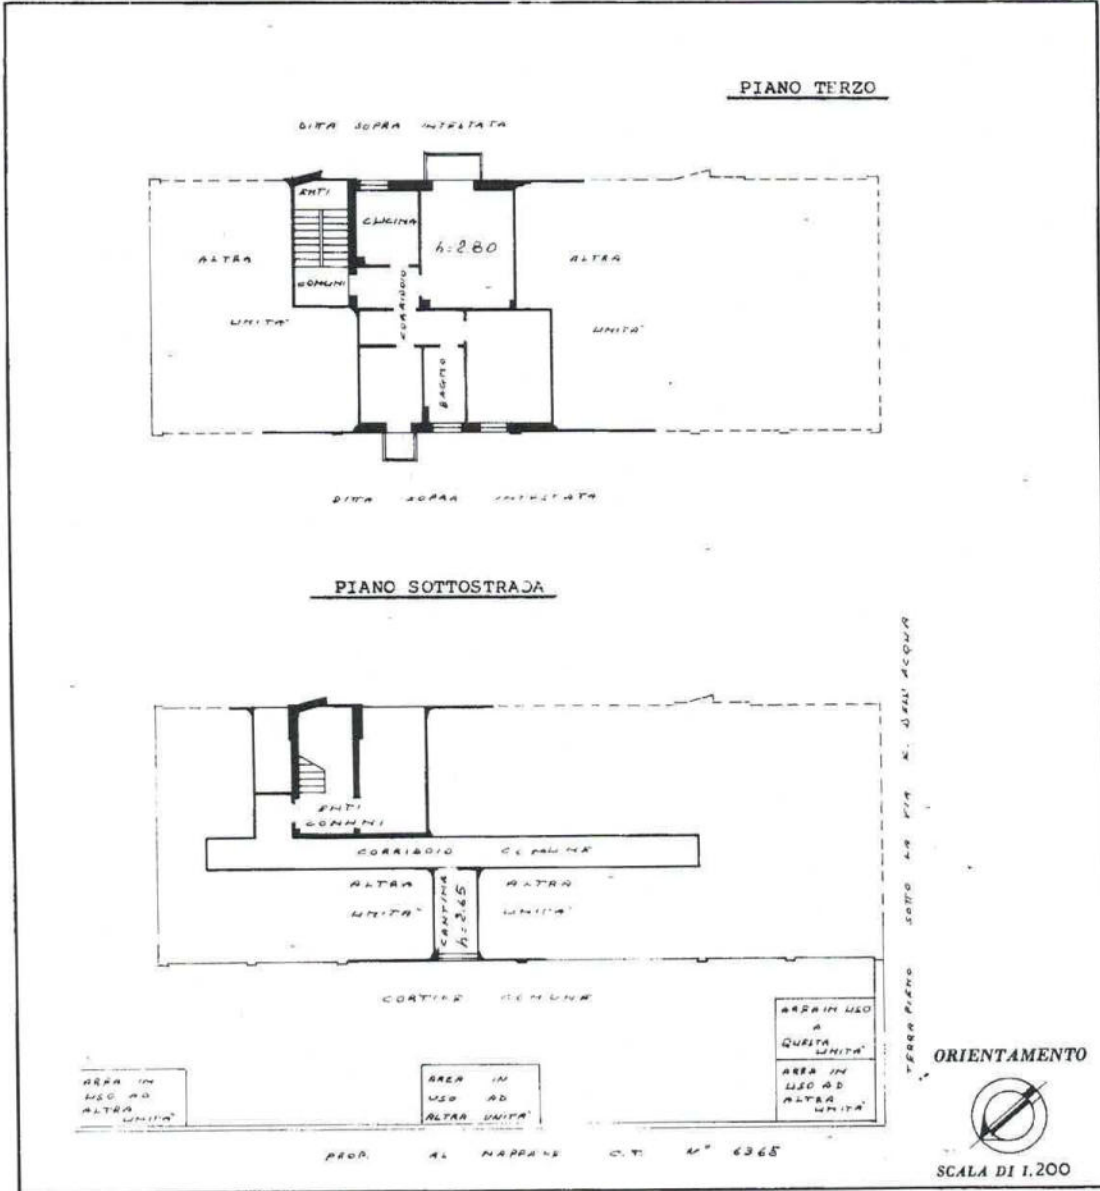 PIANO TERZO
DITTA SOPRA INTESTATA
ENTI
CUCINA
h=2.80
ALTRA
ALTRA
COMUNI
CORRIDOIO
UNITA'
UNITA'
BAGNO
DITTA SOPRA INTESTATA
PIANO SOTTOSTRADA
TERRAPIENO SOTTO LA VIA E. DELL' ACQUA
ENTI
COMUNI
CORRIDOIO COMUNE
ALTRA
UNITA'
CANTINA
h=2.65
ALTRA
UNITA'
CORTILE COMUNE
AREA IN USO
A
QUESTA
UNITA'
AREA IN
USO AD
ALTRA
UNITA'
AREA IN
USO AD
ALTRA UNITA'
AREA IN
USO AD
ALTRA
UNITA'
PROP. AL MAPPALE C.T. N° 6365
ORIENTAMENTO
SCALA DI 1.200